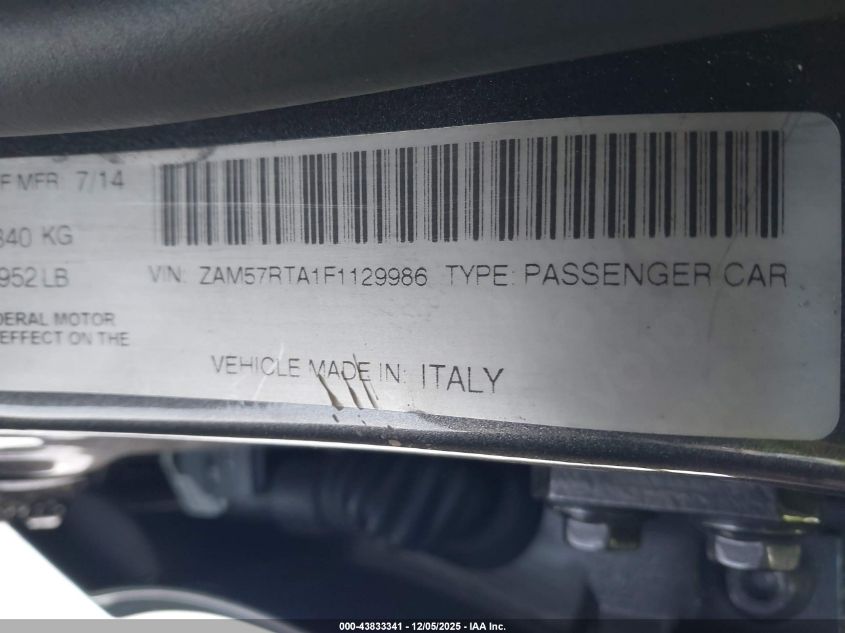 F MFR 7/14
840 KG
952 LB
VIN: ZAM57RTA1F1129986 TYPE: PASSENGER CAR
DERAL MOTOR
EFFECT ON THE
VEHICLE MADE IN: ITALY
000-43833341 - 12/05/2025 - IAA Inc.